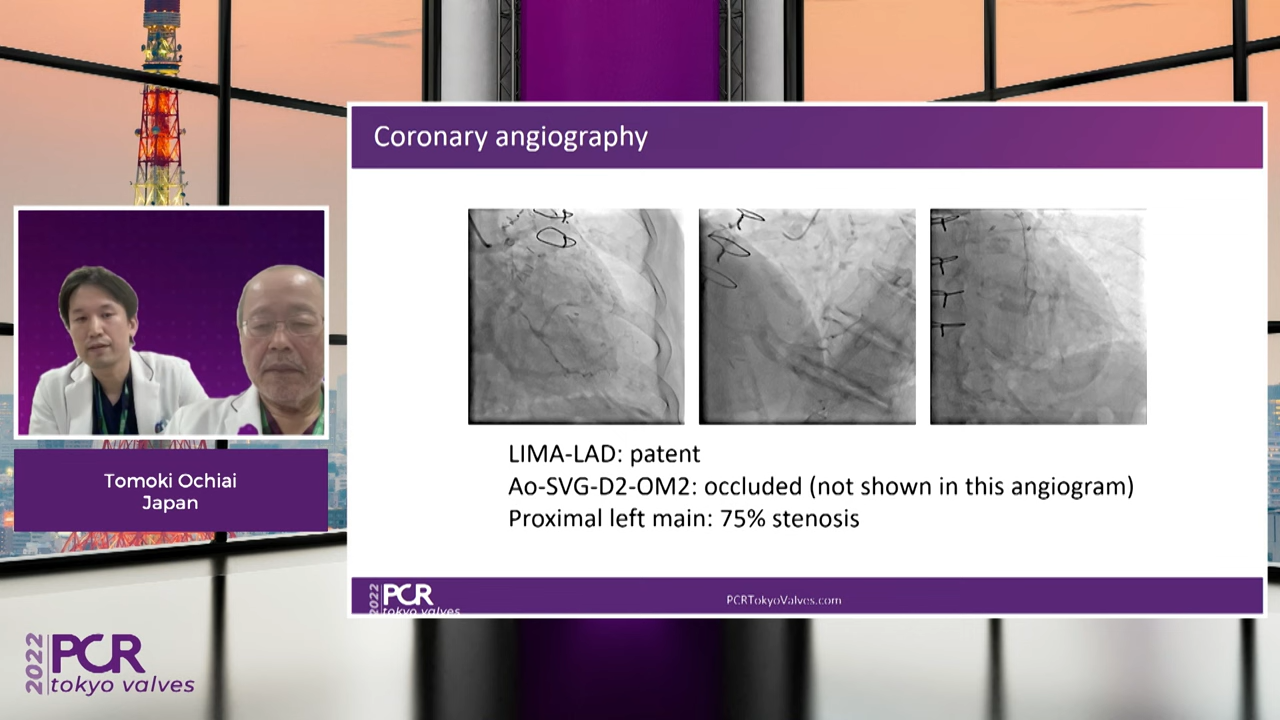 Coronary angiography
LIMA-LAD: patent
Ao-SVG-D2-OM2: occluded (not shown in this angiogram)
Proximal left main: 75% stenosis
Tomoki Ochiai
Japan
2022 PCR
tokyo valves
PCRTokyoValves.com
2022 PCR
tokyo valves